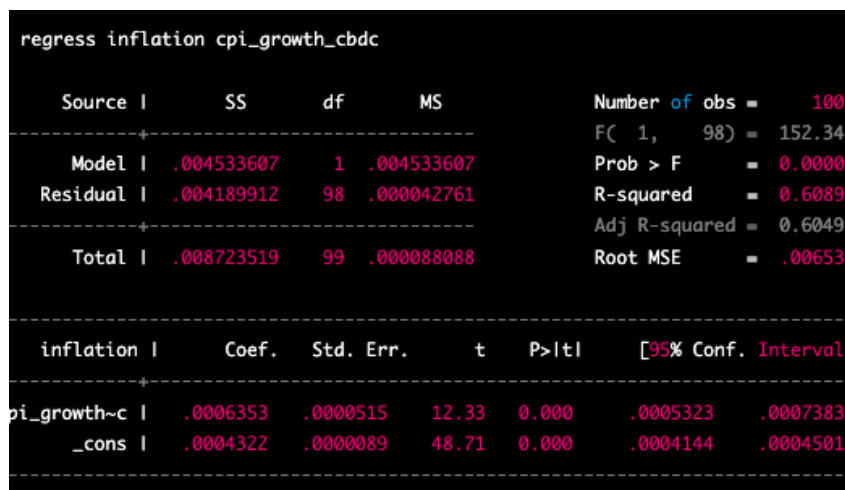 regress inflation cpi_growth_cbdc
Source | SS df MS Number of obs = 100
-------------+------------------------------ F( 1, 98) = 152.34
Model | .004533607 1 .004533607 Prob > F = 0.0000
Residual | .004189912 98 .000042761 R-squared = 0.6089
-------------+------------------------------ Adj R-squared = 0.6049
Total | .008723519 99 .000088088 Root MSE = .00653
------------------------------------------------------------------------------
inflation | Coef. Std. Err. t P>|t| [95% Conf. Interval
-------------+----------------------------------------------------------------
pi_growth~c | .0006353 .0000515 12.33 0.000 .0005323 .0007383
_cons | .0004322 .0000089 48.71 0.000 .0004144 .0004501
------------------------------------------------------------------------------